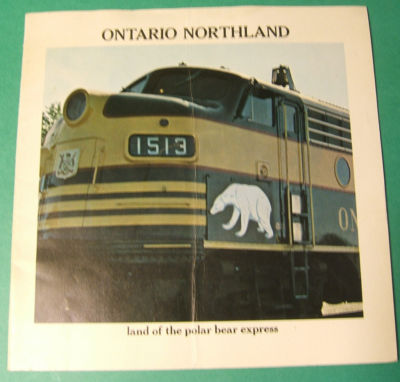 ONTARIO NORTHLAND
1513
ON
land of the polar bear express